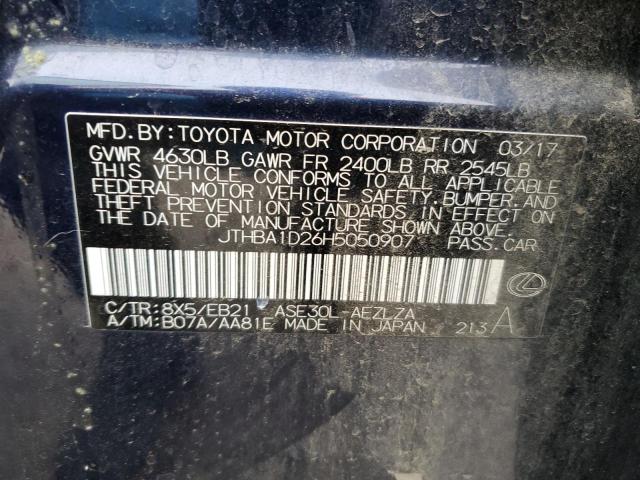 MFD. BY: TOYOTA MOTOR CORPORATION 03/17
GVWR 4630LB GAWR FR 2400LB RR 2545LB
THIS VEHICLE CONFORMS TO ALL APPLICABLE
FEDERAL MOTOR VEHICLE SAFETY, BUMPER, AND
THEFT PREVENTION STANDARDS IN EFFECT ON
THE DATE OF MANUFACTURE SHOWN ABOVE.
JTHBA1D26H5050907 PASS. CAR
C/TR: 8X5/EB21 ASE30L-AEZLZA
A/TM: B07A/AA81E MADE IN JAPAN 213 A